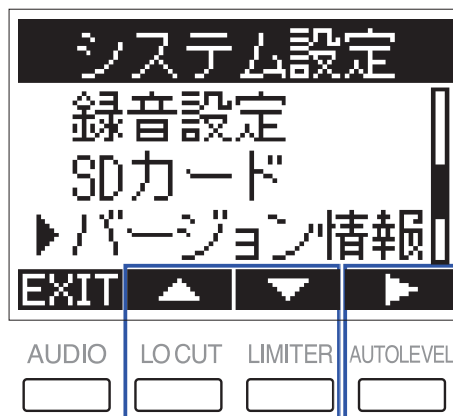 システム設定
録音設定
SDカード
▶バージョン情報
EXIT ▲ ▼ ▶
AUDIO LO CUT LIMITER AUTOLEVEL